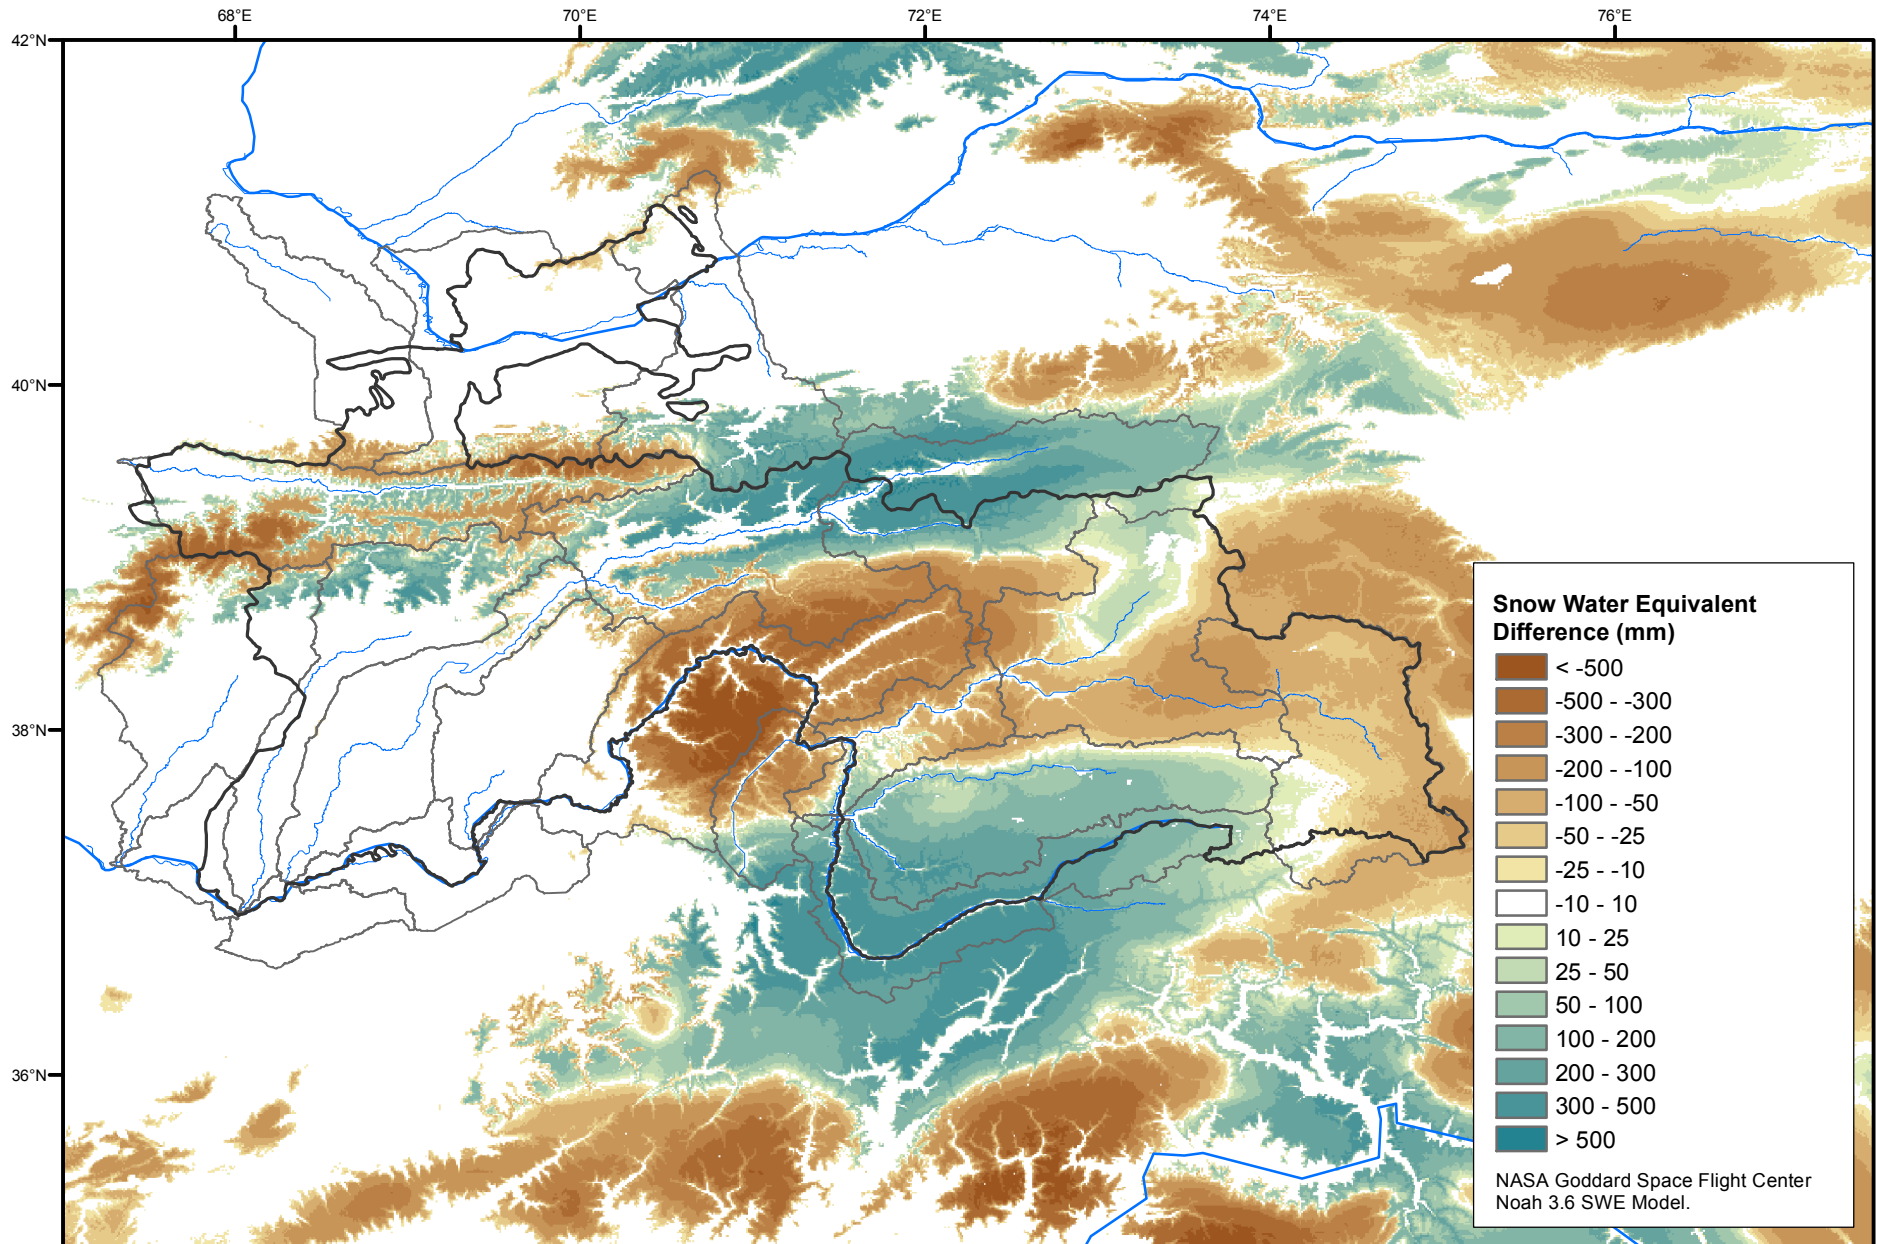 68°E 70°E 72°E 74°E 76°E
42°N
40°N
38°N
36°N
Snow Water Equivalent
Difference (mm)
< -500
-500 - -300
-300 - -200
-200 - -100
-100 - -50
-50 - -25
-25 - -10
-10 - 10
10 - 25
25 - 50
50 - 100
100 - 200
200 - 300
300 - 500
> 500
NASA Goddard Space Flight Center
Noah 3.6 SWE Model.